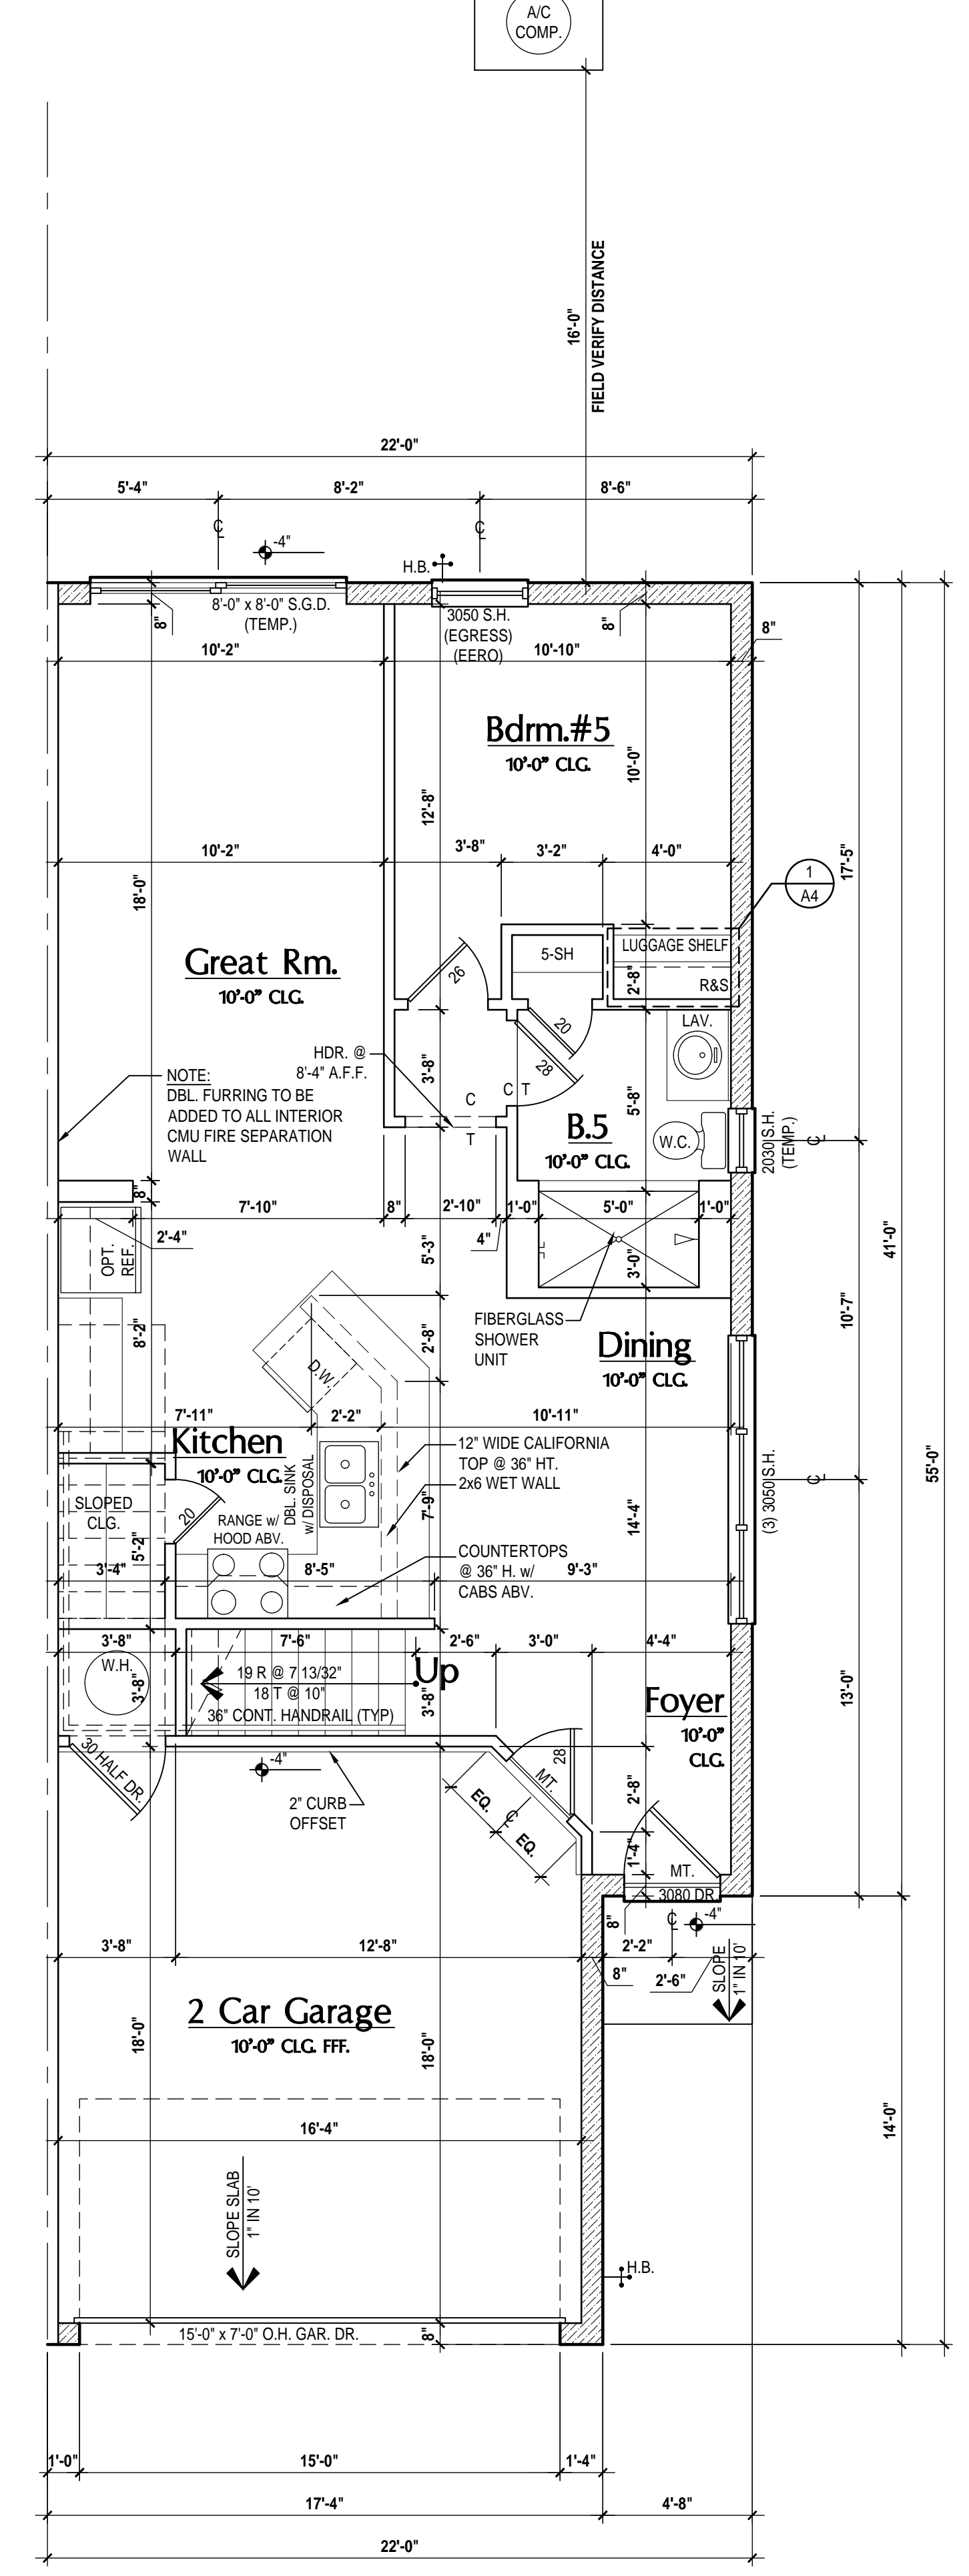 A/C
COMP.
16'-0"
FIELD VERIFY DISTANCE
22'-0"
5'-4"
8'-2"
8'-6"
C
L
-4"
H.B.
C
L
8'-0" x 8'-0" S.G.D.
(TEMP.)
8"
3050 S.H.
(EGRESS)
(EERO)
8"
8"
10'-2"
10'-10"
Bdrm.#5
10'-0" CLG.
10'-0"
12'-8"
3'-8"
3'-2"
4'-0"
10'-2"
18'-0"
17'-5"
1
A4
5-SH
LUGGAGE SHELF
R&S
2'-8"
Great Rm.
10'-0" CLG.
26
20
28
LAV.
HDR. @
8'-4" A.F.F.
3'-8"
C
T
C T
5'-8"
NOTE:
DBL. FURRING TO BE
ADDED TO ALL INTERIOR
CMU FIRE SEPARATION
WALL
B.5
10'-0" CLG.
W.C.
2030 S.H.
(TEMP.)
C
L
8"
7'-10"
8"
2'-10"
1'-0"
5'-0"
1'-0"
2'-4"
4"
5'-3"
3'-0"
41'-0"
OPT.
REF.
8'-2"
2'-8"
FIBERGLASS
SHOWER
UNIT
10'-7"
Dining
10'-0" CLG.
D.W.
55'-0"
7'-11"
2'-2"
10'-11"
Kitchen
10'-0" CLG.
DBL. SINK
w/ DISPOSAL
12" WIDE CALIFORNIA
TOP @ 36" HT.
2x6 WET WALL
7'-9"
14'-4"
(3) 3050 S.H.
C
L
SLOPED
CLG.
20
RANGE w/
HOOD ABV.
5'-2"
COUNTERTOPS
@ 36" H. w/
CABS ABV.
3'-4"
8'-5"
9'-3"
3'-8"
7'-6"
2'-6"
3'-0"
4'-4"
W.H.
3'-8"
19 R @ 7 13/32"
18 T @ 10"
36" CONT. HANDRAIL (TYP)
Up
3'-8"
Foyer
10'-0"
CLG.
13'-0"
30 HALF DR.
-4"
2" CURB
OFFSET
28
MT.
EQ.
C
L
EQ.
2'-8"
1'-4"
MT.
3080 DR.
8"
C
L
-4"
3'-8"
12'-8"
2'-2"
8"
2'-6"
SLOPE
1" IN 10'
2 Car Garage
10'-0" CLG. FFF.
18'-0"
18'-0"
14'-0"
16'-4"
SLOPE SLAB
1" IN 10'
H.B.
15'-0" x 7'-0" O.H. GAR. DR.
8"
1'-0"
15'-0"
1'-4"
17'-4"
4'-8"
22'-0"